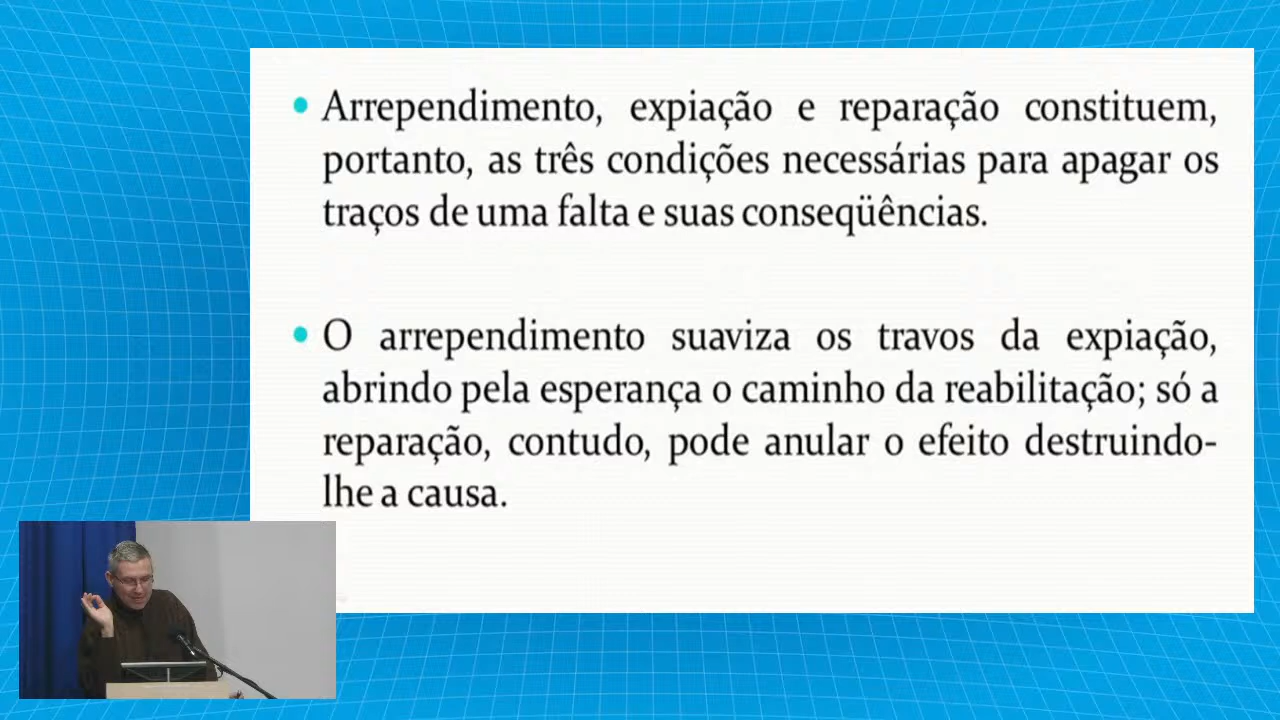 Arrependimento, expiação e reparação constituem,
portanto, as três condições necessárias para apagar os
traços de uma falta e suas conseqüências.
O arrependimento suaviza os travos da expiação,
abrindo pela esperança o caminho da reabilitação; só a
reparação, contudo, pode anular o efeito destruindo-
lhe a causa.